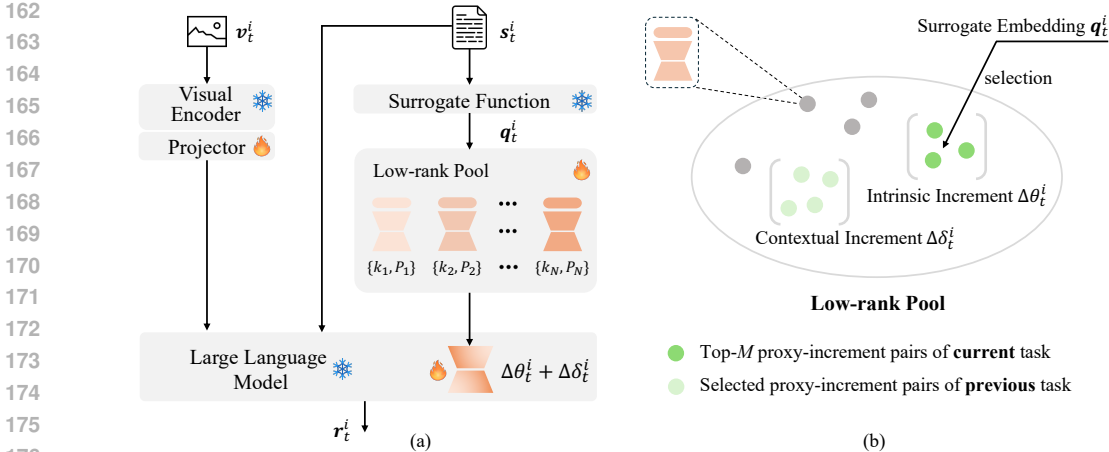 162
163
164
165
166
167
168
169
170
171
172
173
174
175
v_t^i
s_t^i
Visual
Encoder
Projector
Surrogate Function
q_t^i
Low-rank Pool
... ...
{k_1, P_1} {k_2, P_2} ... {k_N, P_N}
Large Language
Model
Δθ_t^i + Δδ_t^i
r_t^i
(a)
Surrogate Embedding q_t^i
selection
Intrinsic Increment Δθ_t^i
Contextual Increment Δδ_t^i
Low-rank Pool
Top-M proxy-increment pairs of current task
Selected proxy-increment pairs of previous task
(b)